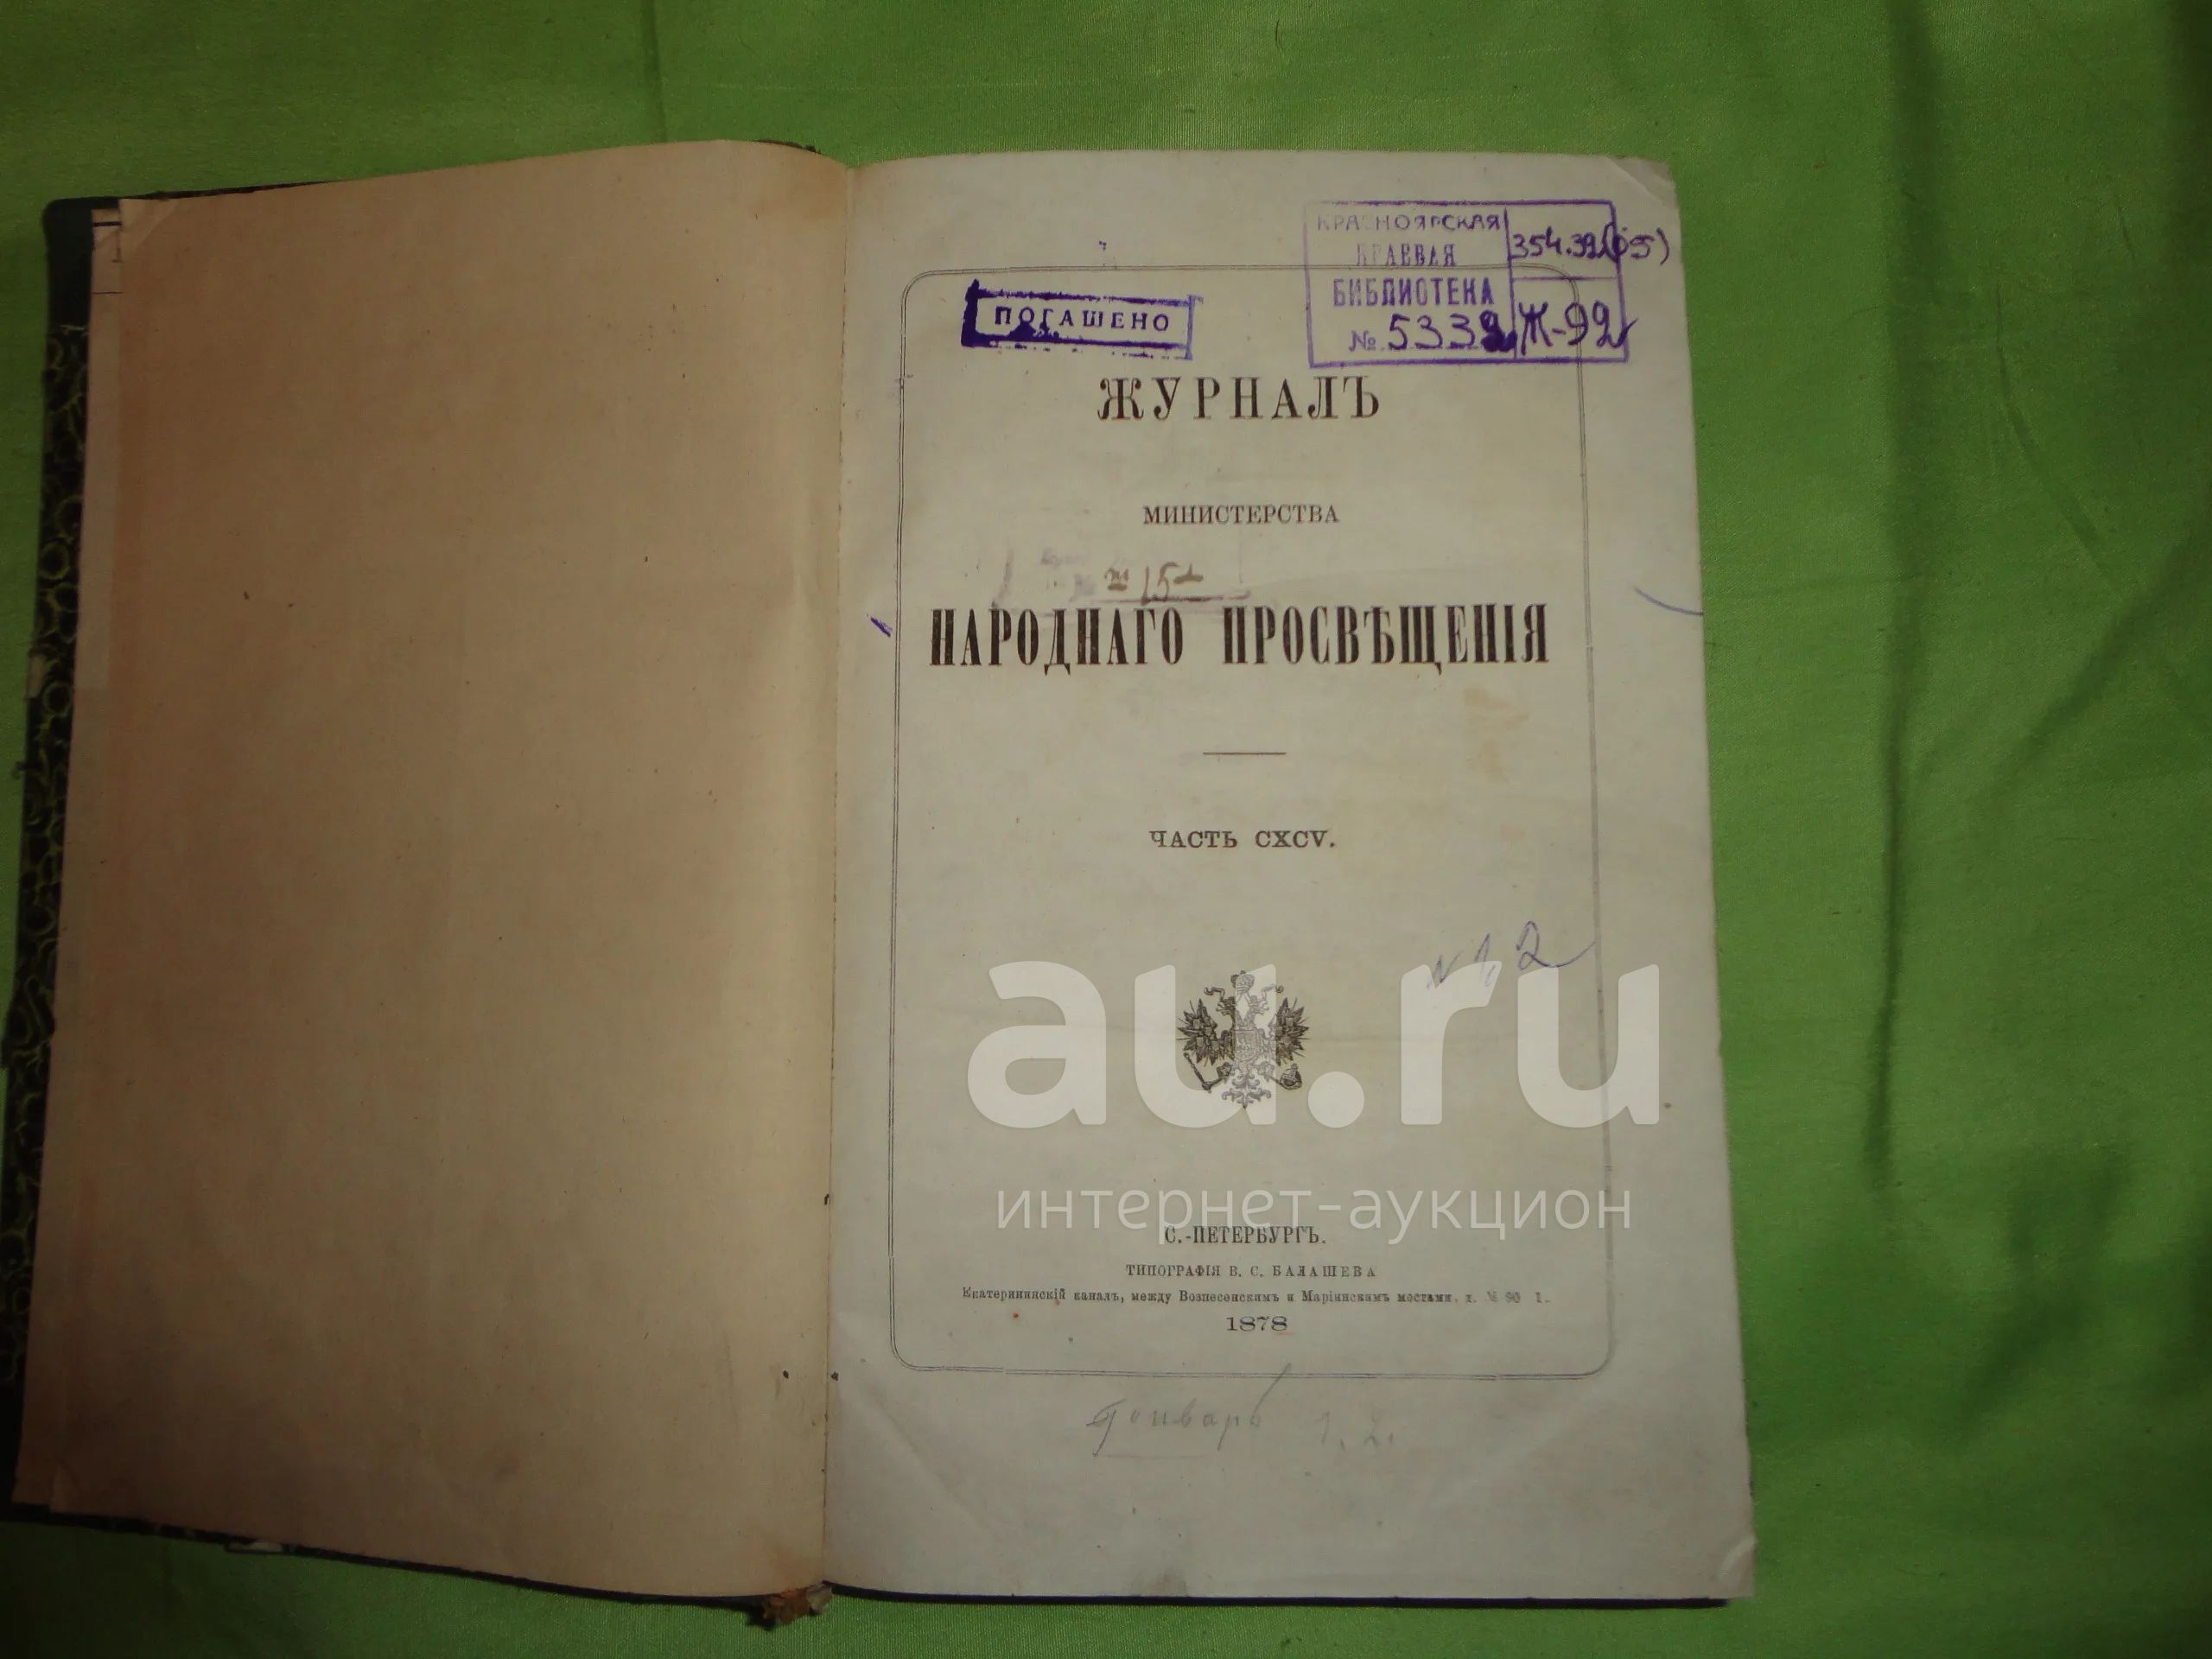 КРАСНОЯРСКАЯ
КРАЕВАЯ
БИБЛИОТЕКА
№ 5339
354.39(05)
Ж-92
ПОГАШЕНО
ЖУРНАЛЪ
МИНИСТЕРСТВА
НАРОДНАГО ПРОСВѢЩЕНІЯ
ЧАСТЬ CXCV.
№ 1, 2
au.ru
интернет-аукцион
С.-ПЕТЕРБУРГЪ.
ТИПОГРАФІЯ В. С. БАЛАШЕВА
Екатерининскій каналъ, между Вознесенскимъ и Маріинскимъ мостами, д. № 90 1.
1878
Январь 1. 2.